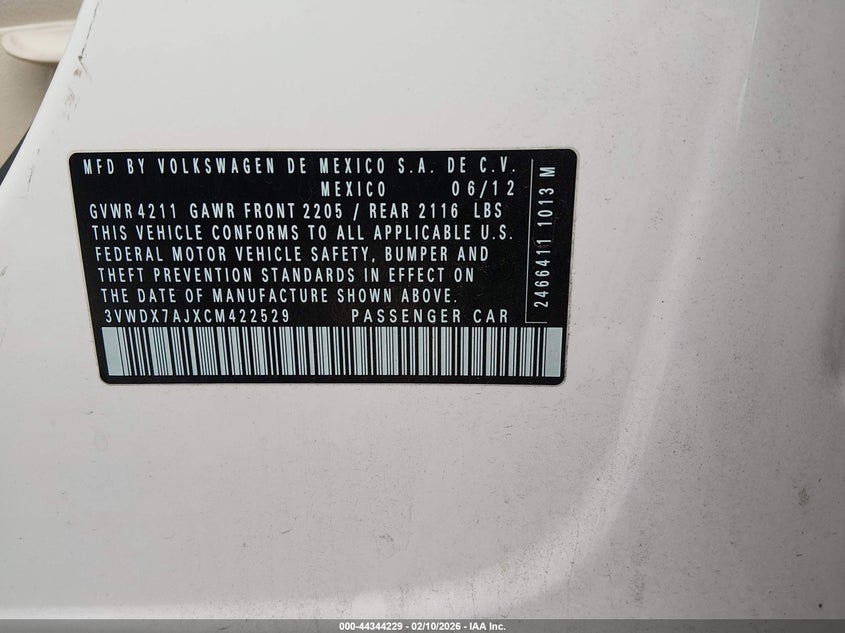 MFD BY VOLKSWAGEN DE MEXICO S.A. DE C.V.
MEXICO 06/12
GVWR 4211 GAWR FRONT 2205 / REAR 2116 LBS
THIS VEHICLE CONFORMS TO ALL APPLICABLE U.S.
FEDERAL MOTOR VEHICLE SAFETY, BUMPER AND
THEFT PREVENTION STANDARDS IN EFFECT ON
THE DATE OF MANUFACTURE SHOWN ABOVE.
3VWDX7AJXCM422529 PASSENGER CAR
2466411 1013 M
000-44344229 - 02/10/2026 - IAA Inc.